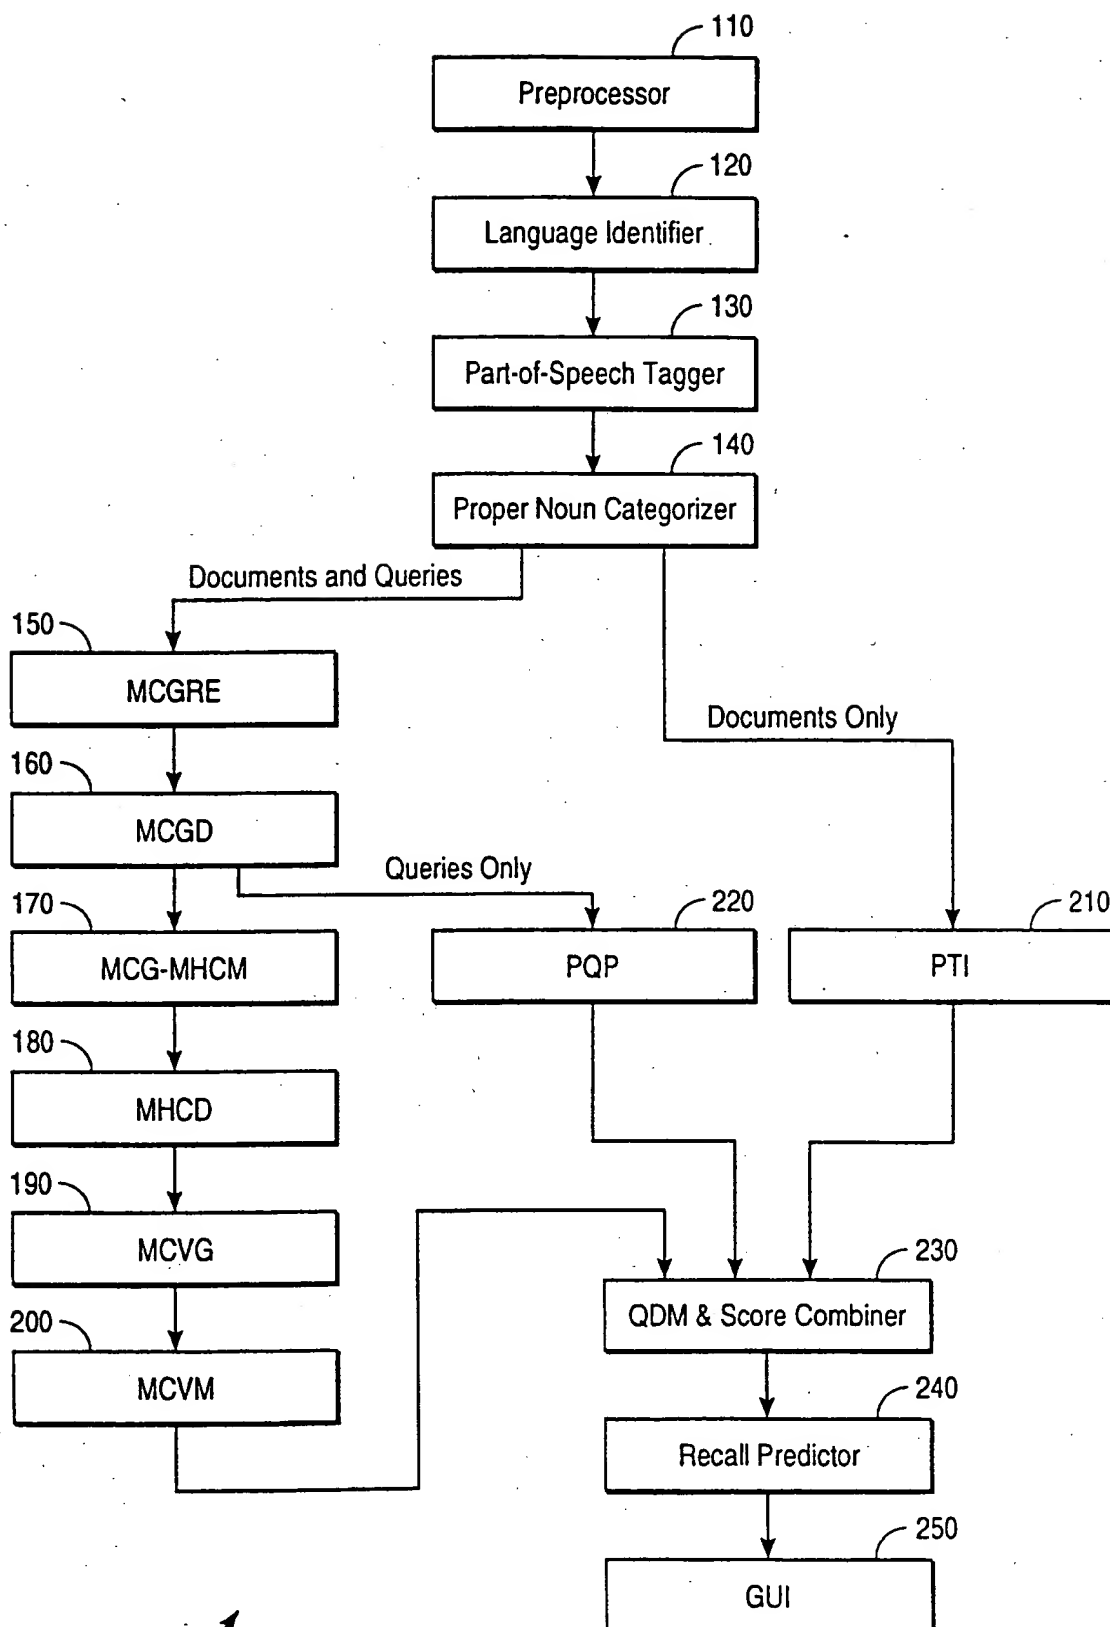 110
Preprocessor
120
Language Identifier
130
Part-of-Speech Tagger
140
Proper Noun Categorizer
Documents and Queries
150
MCGRE
Documents Only
160
MCGD
Queries Only
170
MCG-MHCM
220
PQP
210
PTI
180
MHCD
190
MCVG
230
QDM & Score Combiner
200
MCVM
240
Recall Predictor
250
GUI